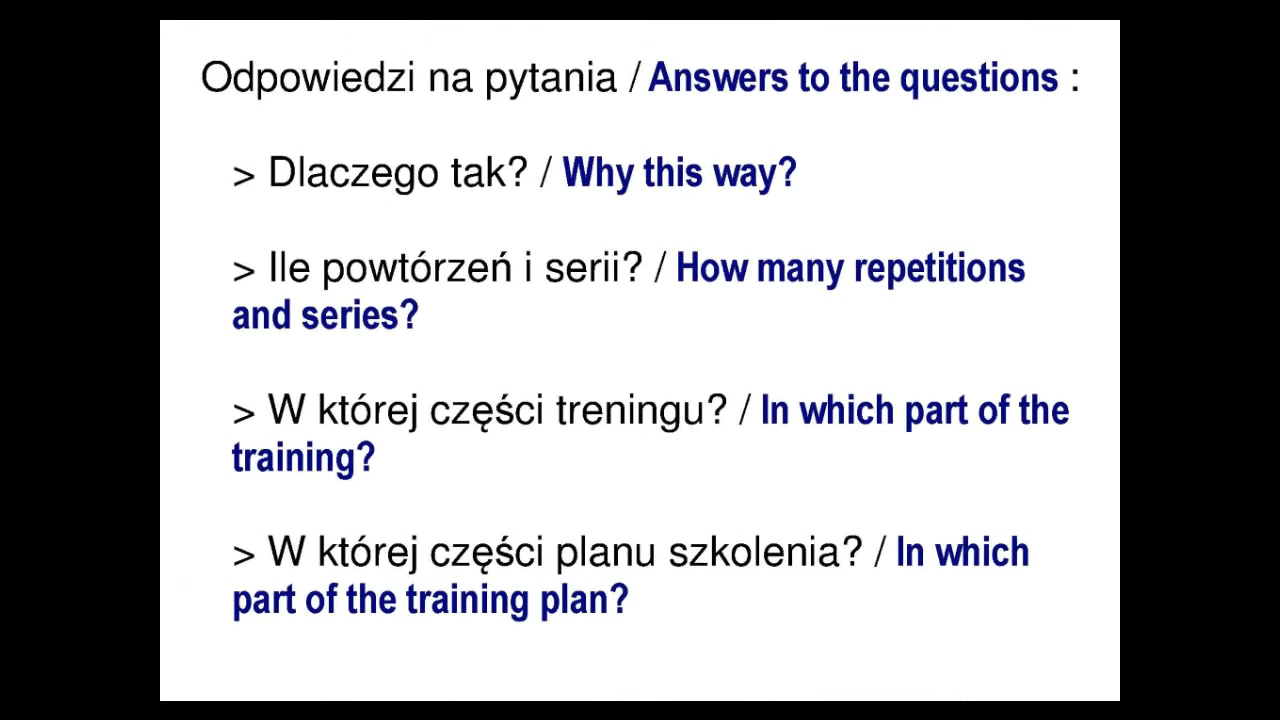 Odpowiedzi na pytania / Answers to the questions :
> Dlaczego tak? / Why this way?
> Ile powtórzeń i serii? / How many repetitions
and series?
> W której części treningu? / In which part of the
training?
> W której części planu szkolenia? / In which
part of the training plan?